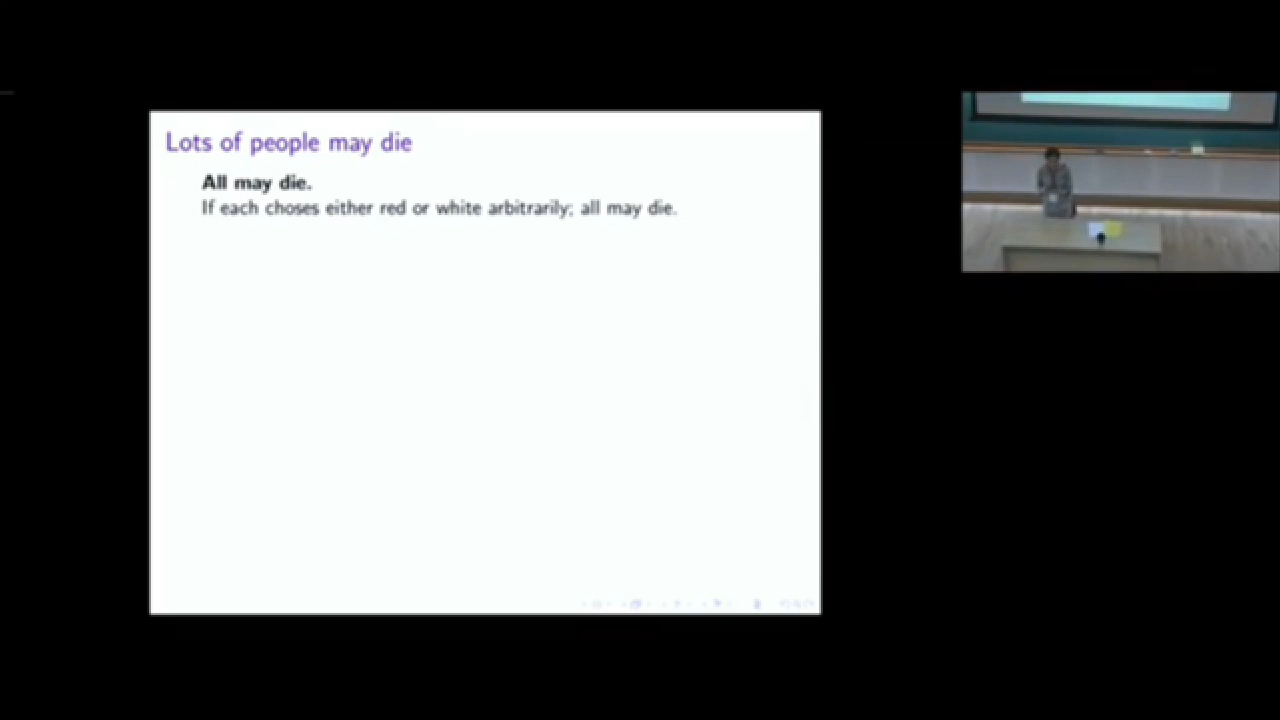 Lots of people may die
All may die.
If each choses either red or white arbitrarily; all may die.